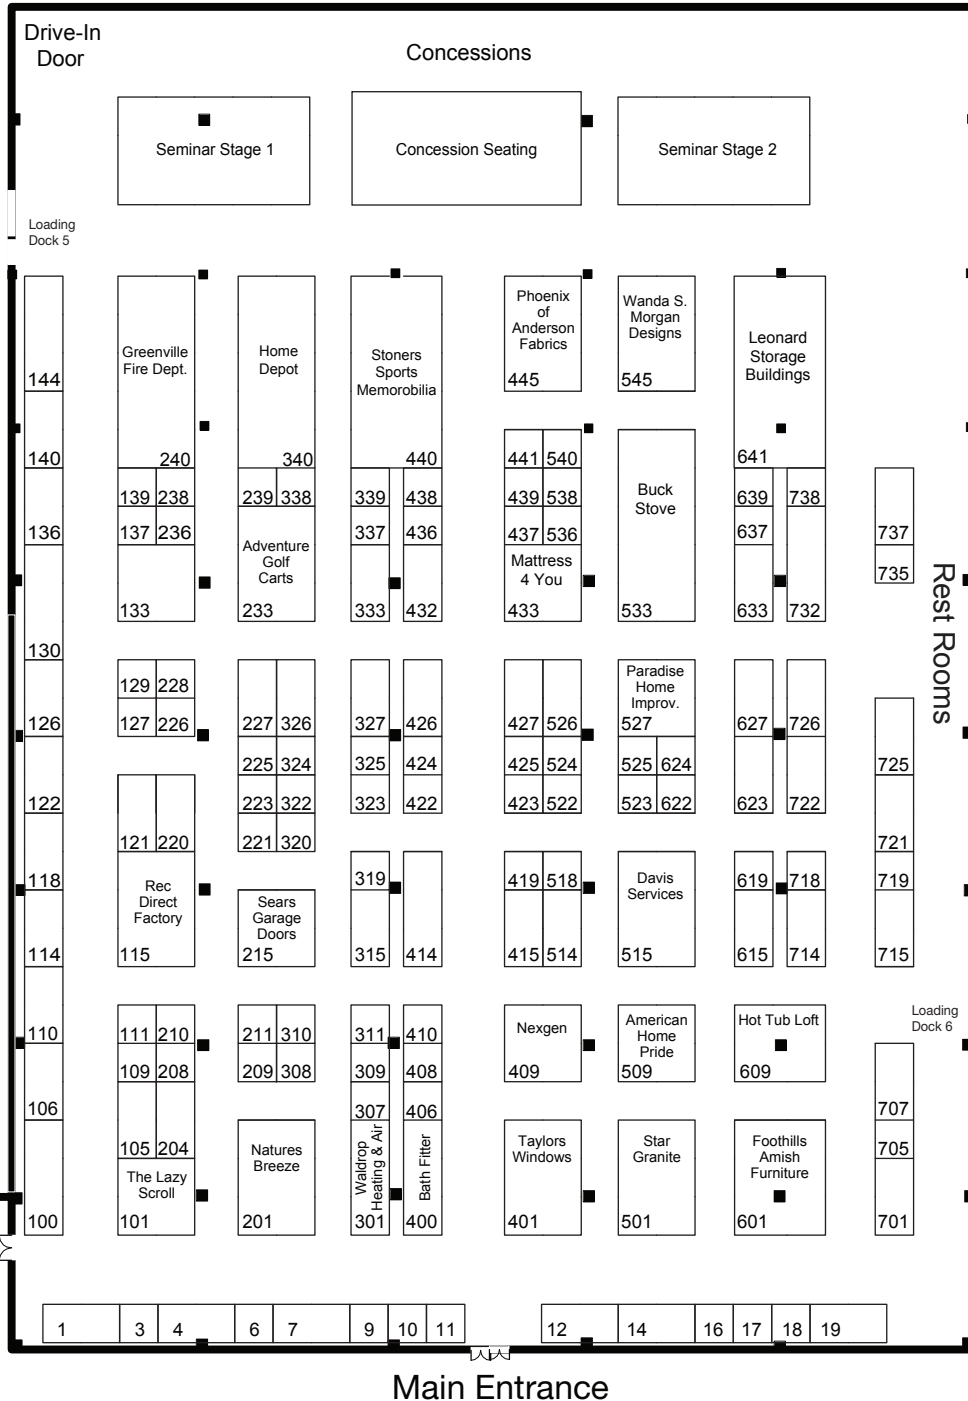 Drive-In
Door
Concessions
Seminar Stage 1
Concession Seating
Seminar Stage 2
Loading
Dock 5
Greenville
Fire Dept.
Home
Depot
Stoners
Sports
Memorobilia
Phoenix
of
Anderson
Fabrics
Wanda S.
Morgan
Designs
Leonard
Storage
Buildings
144
445
545
140
240
340
440
441 540
641
139 238
239 338
339
438
439 538
Buck
Stove
639
738
136
137 236
337
436
437 536
637
737
Adventure
Golf
Carts
Mattress
4 You
735
Rest Rooms
133
233
333
432
433
533
633
732
130
129 228
Paradise
Home
Improv.
126
127 226
227 326
327
426
427 526
527
627
726
225 324
325
424
425 524
525 624
725
122
223 322
323
422
423 522
523 622
623
722
121 220
221 320
721
118
Rec
Direct
Factory
Sears
Garage
Doors
319
419 518
Davis
Services
619
718
719
114
115
215
315
414
415 514
515
615
714
715
110
111 210
211 310
311
410
Nexgen
American
Home
Pride
Hot Tub Loft
Loading
Dock 6
109 208
209 308
309
408
409
509
609
106
307
406
707
105 204
Natures
Breeze
Waldrop
Heating & Air
Bath Fitter
Taylors
Windows
Star
Granite
Foothills
Amish
Furniture
705
The Lazy
Scroll
100
101
201
301
400
401
501
601
701
1
3
4
6
7
9
10
11
12
14
16
17
18
19
Main Entrance